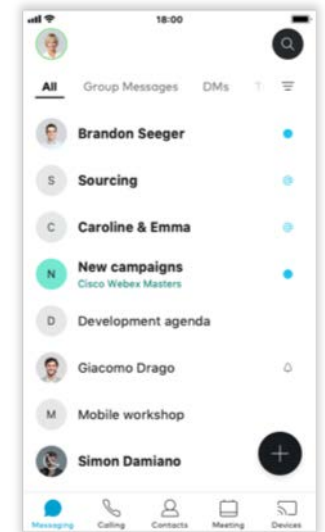 18:00
All Group Messages DMs T
Brandon Seeger
S Sourcing @
C Caroline & Emma @
N New campaigns
Cisco Webex Masters
D Development agenda
Giacomo Drago
M Mobile workshop
Simon Damiano
Messaging Calling Contacts Meeting Devices